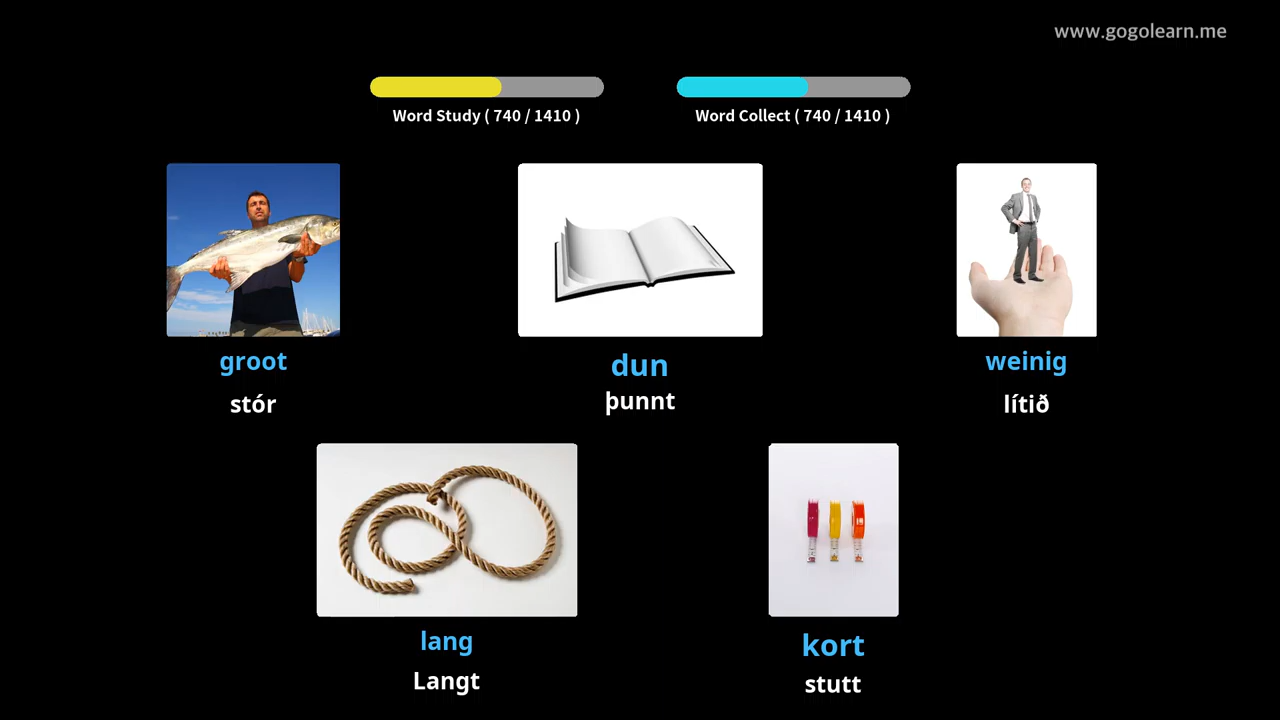 www.gogolearn.me
Word Study ( 740 / 1410 )
Word Collect ( 740 / 1410 )
groot
stór
dun
þunnt
weinig
lítið
lang
Langt
kort
stutt